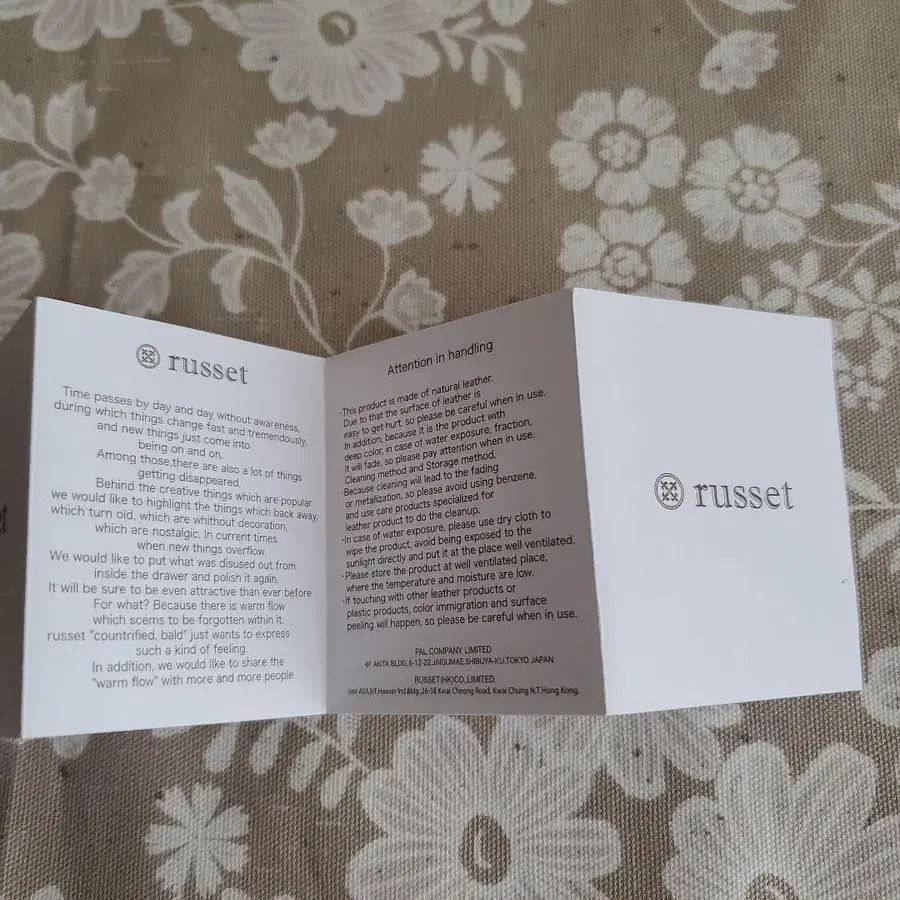 russet
Time passes by day and day without awareness,
during which things change fast and tremendously,
and new things just come into
being on and on.
Among those,there are also a lot of things
getting disappeared.
Behind the creative things which are popular
we would like to highlight the things which back away,
which turn old, which are whithout decoration,
which are nostalgic. In current times
when new things overflow.
We would like to put what was disused out from
inside the drawer and polish it again.
It will be sure to be even attractive than ever before
For what? Because there is warm flow
which scems to be forgotten within it.
russet "countrified, bald" just wants to express
such a kind of feeling.
In addition, we would like to share the
"warm flow" with more and more people.
Attention in handling
·This product is made of natural leather.
Due to that the surface of leather is
easy to get hurt, so please be careful when in use.
In addition, because it is the product with
deep color, in case of water exposure, fraction,
it will fade, so please pay attention when in use.
Cleaning method and Storage method.
·Because cleaning will lead to the fading
or metalization, so please avoid using benzene,
and use care products specialized for
leather product to do the cleanup.
·In case of water exposure, please use dry cloth to
wipe the product, avoid being exposed to the
sunlight directly and put it at the place well ventilated.
·Please store the product at well ventilated place,
where the temperature and moisture are low.
·If touching with other leather products or
plastic products, color immigration and surface
peeling will happen, so please be careful when in use.
PAL COMPANY LIMITED
4F AKITA BLDG.,6-12-22,JINGUMAE,SHIBUYA-KU,TOKYO JAPAN
RUSSET(HK)CO.,LIMITED
Unit A03, Hoover Ind.Bldg.,26-38 Kwai Cheong Road, Kwai Chung N.T Hong Kong.
russet